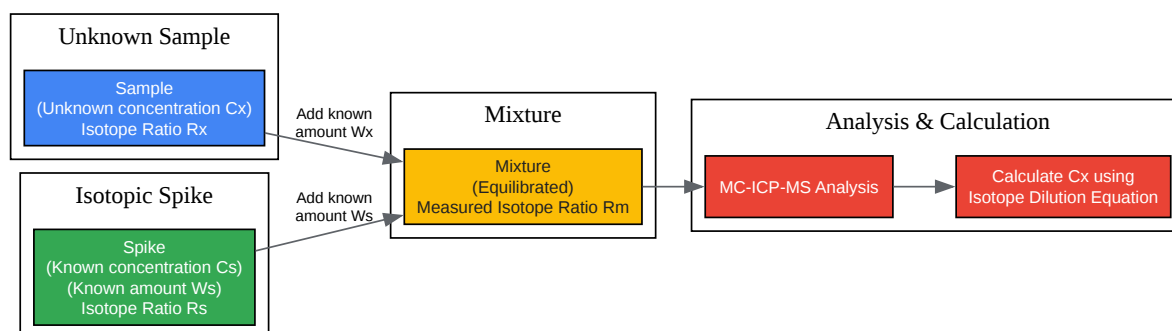 Unknown Sample
Sample
(Unknown concentration Cx)
Isotope Ratio Rx
Add known
amount Wx
Isotopic Spike
Spike
(Known concentration Cs)
(Known amount Ws)
Isotope Ratio Rs
Add known
amount Ws
Mixture
Mixture
(Equilibrated)
Measured Isotope Ratio Rm
Analysis & Calculation
MC-ICP-MS Analysis
Calculate Cx using
Isotope Dilution Equation